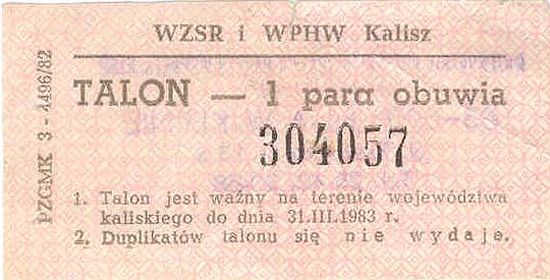 WZSR i WPHW Kalisz
TALON — 1 para obuwia
304057
1. Talon jest ważny na terenie województwa
kaliskiego do dnia 31.III.1983 r.
2. Duplikatów talonu się nie wydaje.
PZGMK 3 - 4496/82